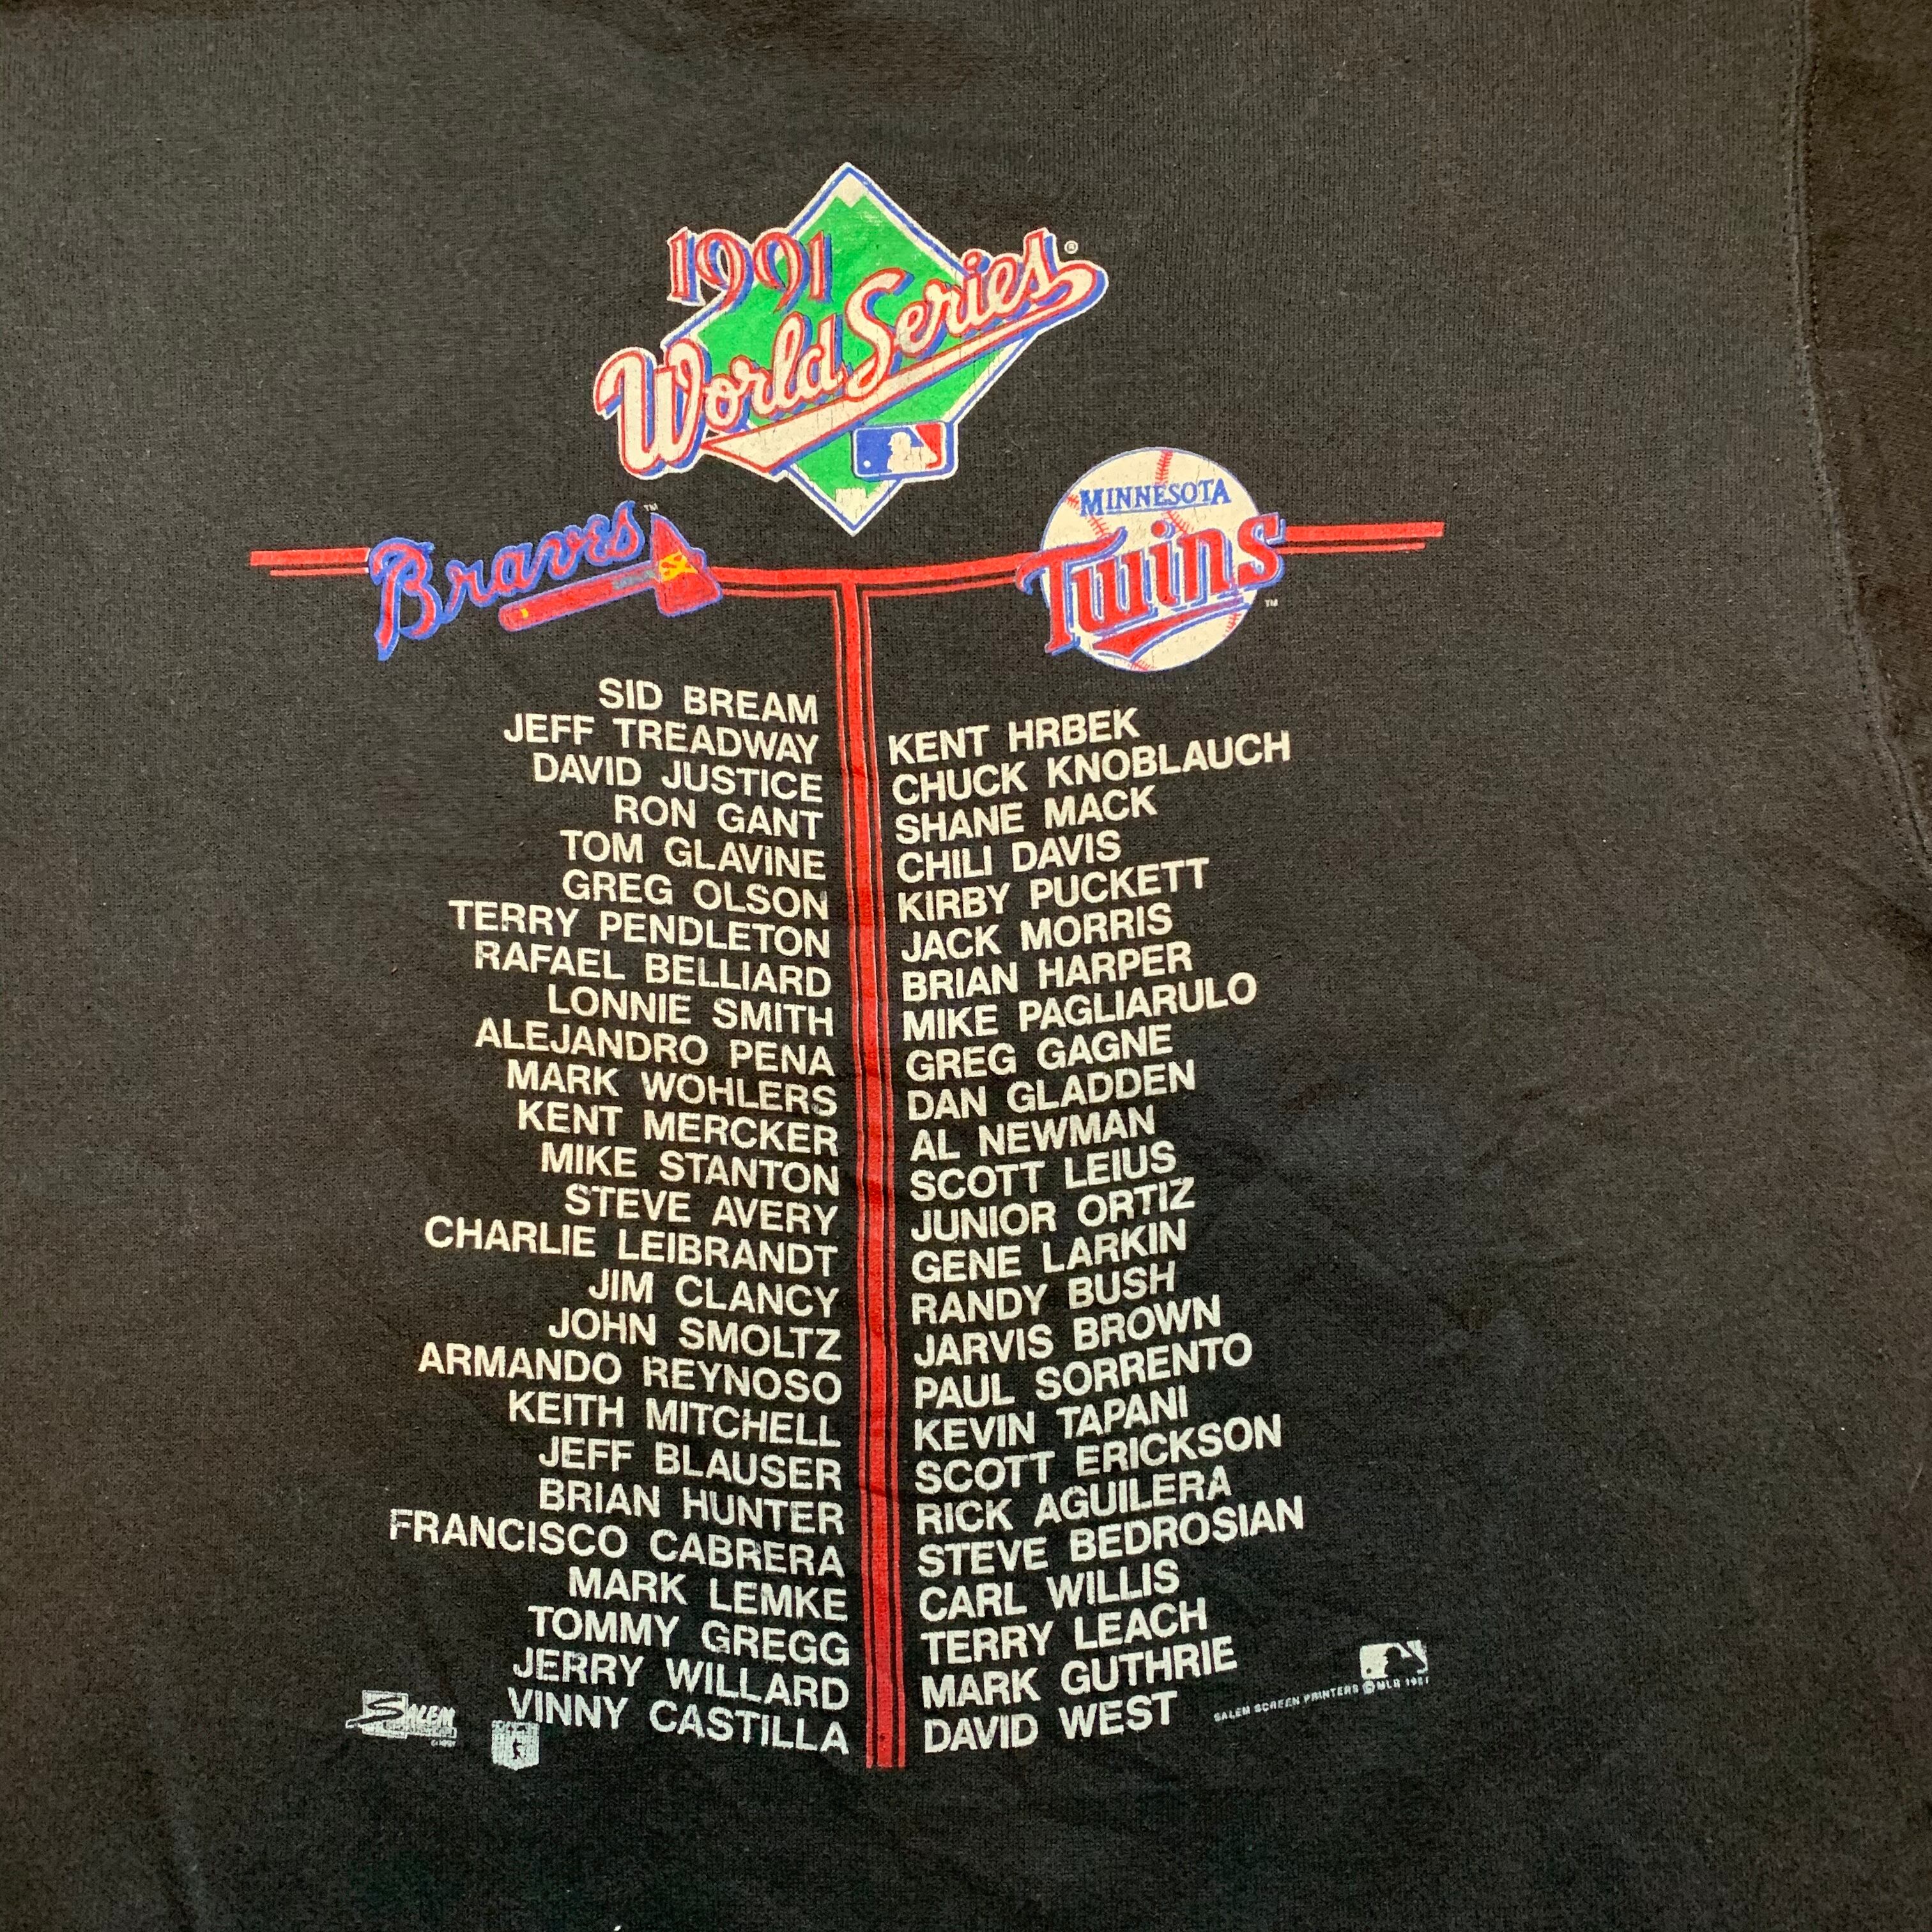 1991
World Series®
Braves™
MINNESOTA
Twins™
SID BREAM
JEFF TREADWAY
DAVID JUSTICE
RON GANT
TOM GLAVINE
GREG OLSON
TERRY PENDLETON
RAFAEL BELLIARD
LONNIE SMITH
ALEJANDRO PENA
MARK WOHLERS
KENT MERCKER
MIKE STANTON
STEVE AVERY
CHARLIE LEIBRANDT
JIM CLANCY
JOHN SMOLTZ
ARMANDO REYNOSO
KEITH MITCHELL
JEFF BLAUSER
BRIAN HUNTER
FRANCISCO CABRERA
MARK LEMKE
TOMMY GREGG
JERRY WILLARD
VINNY CASTILLA
KENT HRBEK
CHUCK KNOBLAUCH
SHANE MACK
CHILI DAVIS
KIRBY PUCKETT
JACK MORRIS
BRIAN HARPER
MIKE PAGLIARULO
GREG GAGNE
DAN GLADDEN
AL NEWMAN
SCOTT LEIUS
JUNIOR ORTIZ
GENE LARKIN
RANDY BUSH
JARVIS BROWN
PAUL SORRENTO
KEVIN TAPANI
SCOTT ERICKSON
RICK AGUILERA
STEVE BEDROSIAN
CARL WILLIS
TERRY LEACH
MARK GUTHRIE
DAVID WEST
SALEM
SALEM SCREEN PRINTERS © MLB 1991